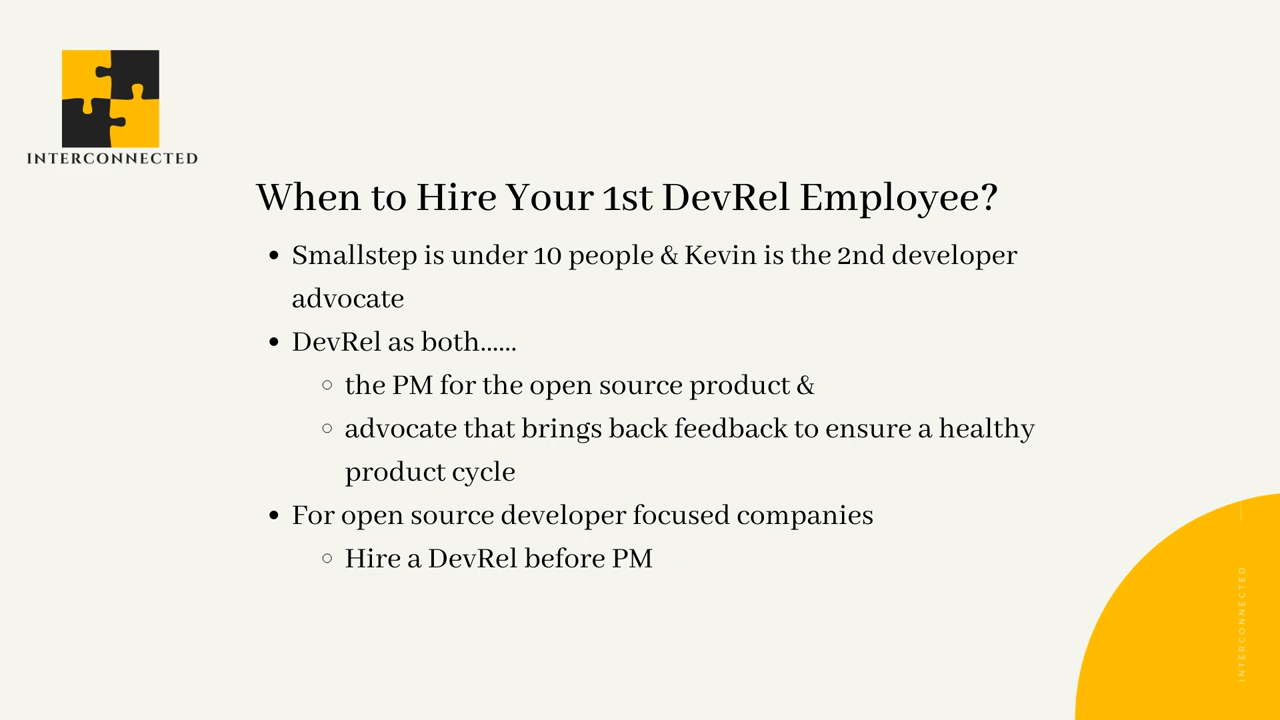 INTERCONNECTED
When to Hire Your 1st DevRel Employee?
• Smallstep is under 10 people & Kevin is the 2nd developer
advocate
• DevRel as both......
○ the PM for the open source product &
○ advocate that brings back feedback to ensure a healthy
product cycle
• For open source developer focused companies
○ Hire a DevRel before PM
INTERCONNECTED